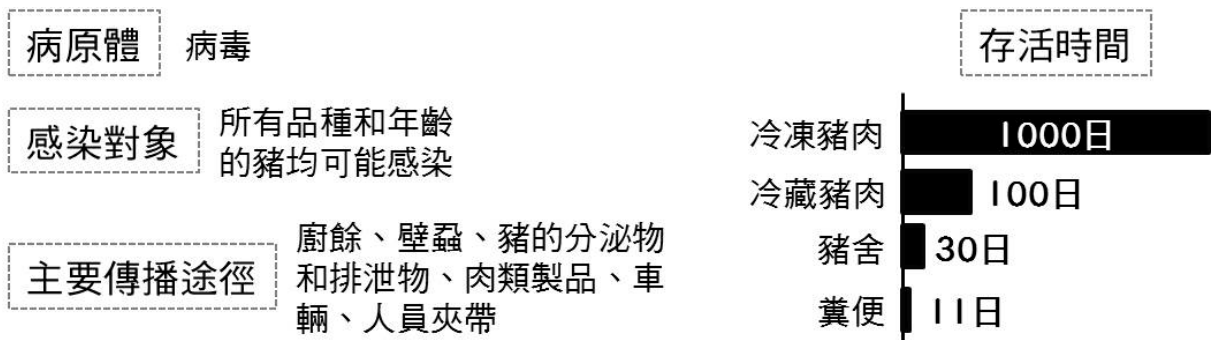 病原體 病毒
感染對象 所有品種和年齡
的豬均可能感染
主要傳播途徑 廚餘、壁蝨、豬的分泌物
和排泄物、肉類製品、車
輛、人員夾帶
存活時間
冷凍豬肉 1000日
冷藏豬肉 100日
豬舍 30日
糞便 11日